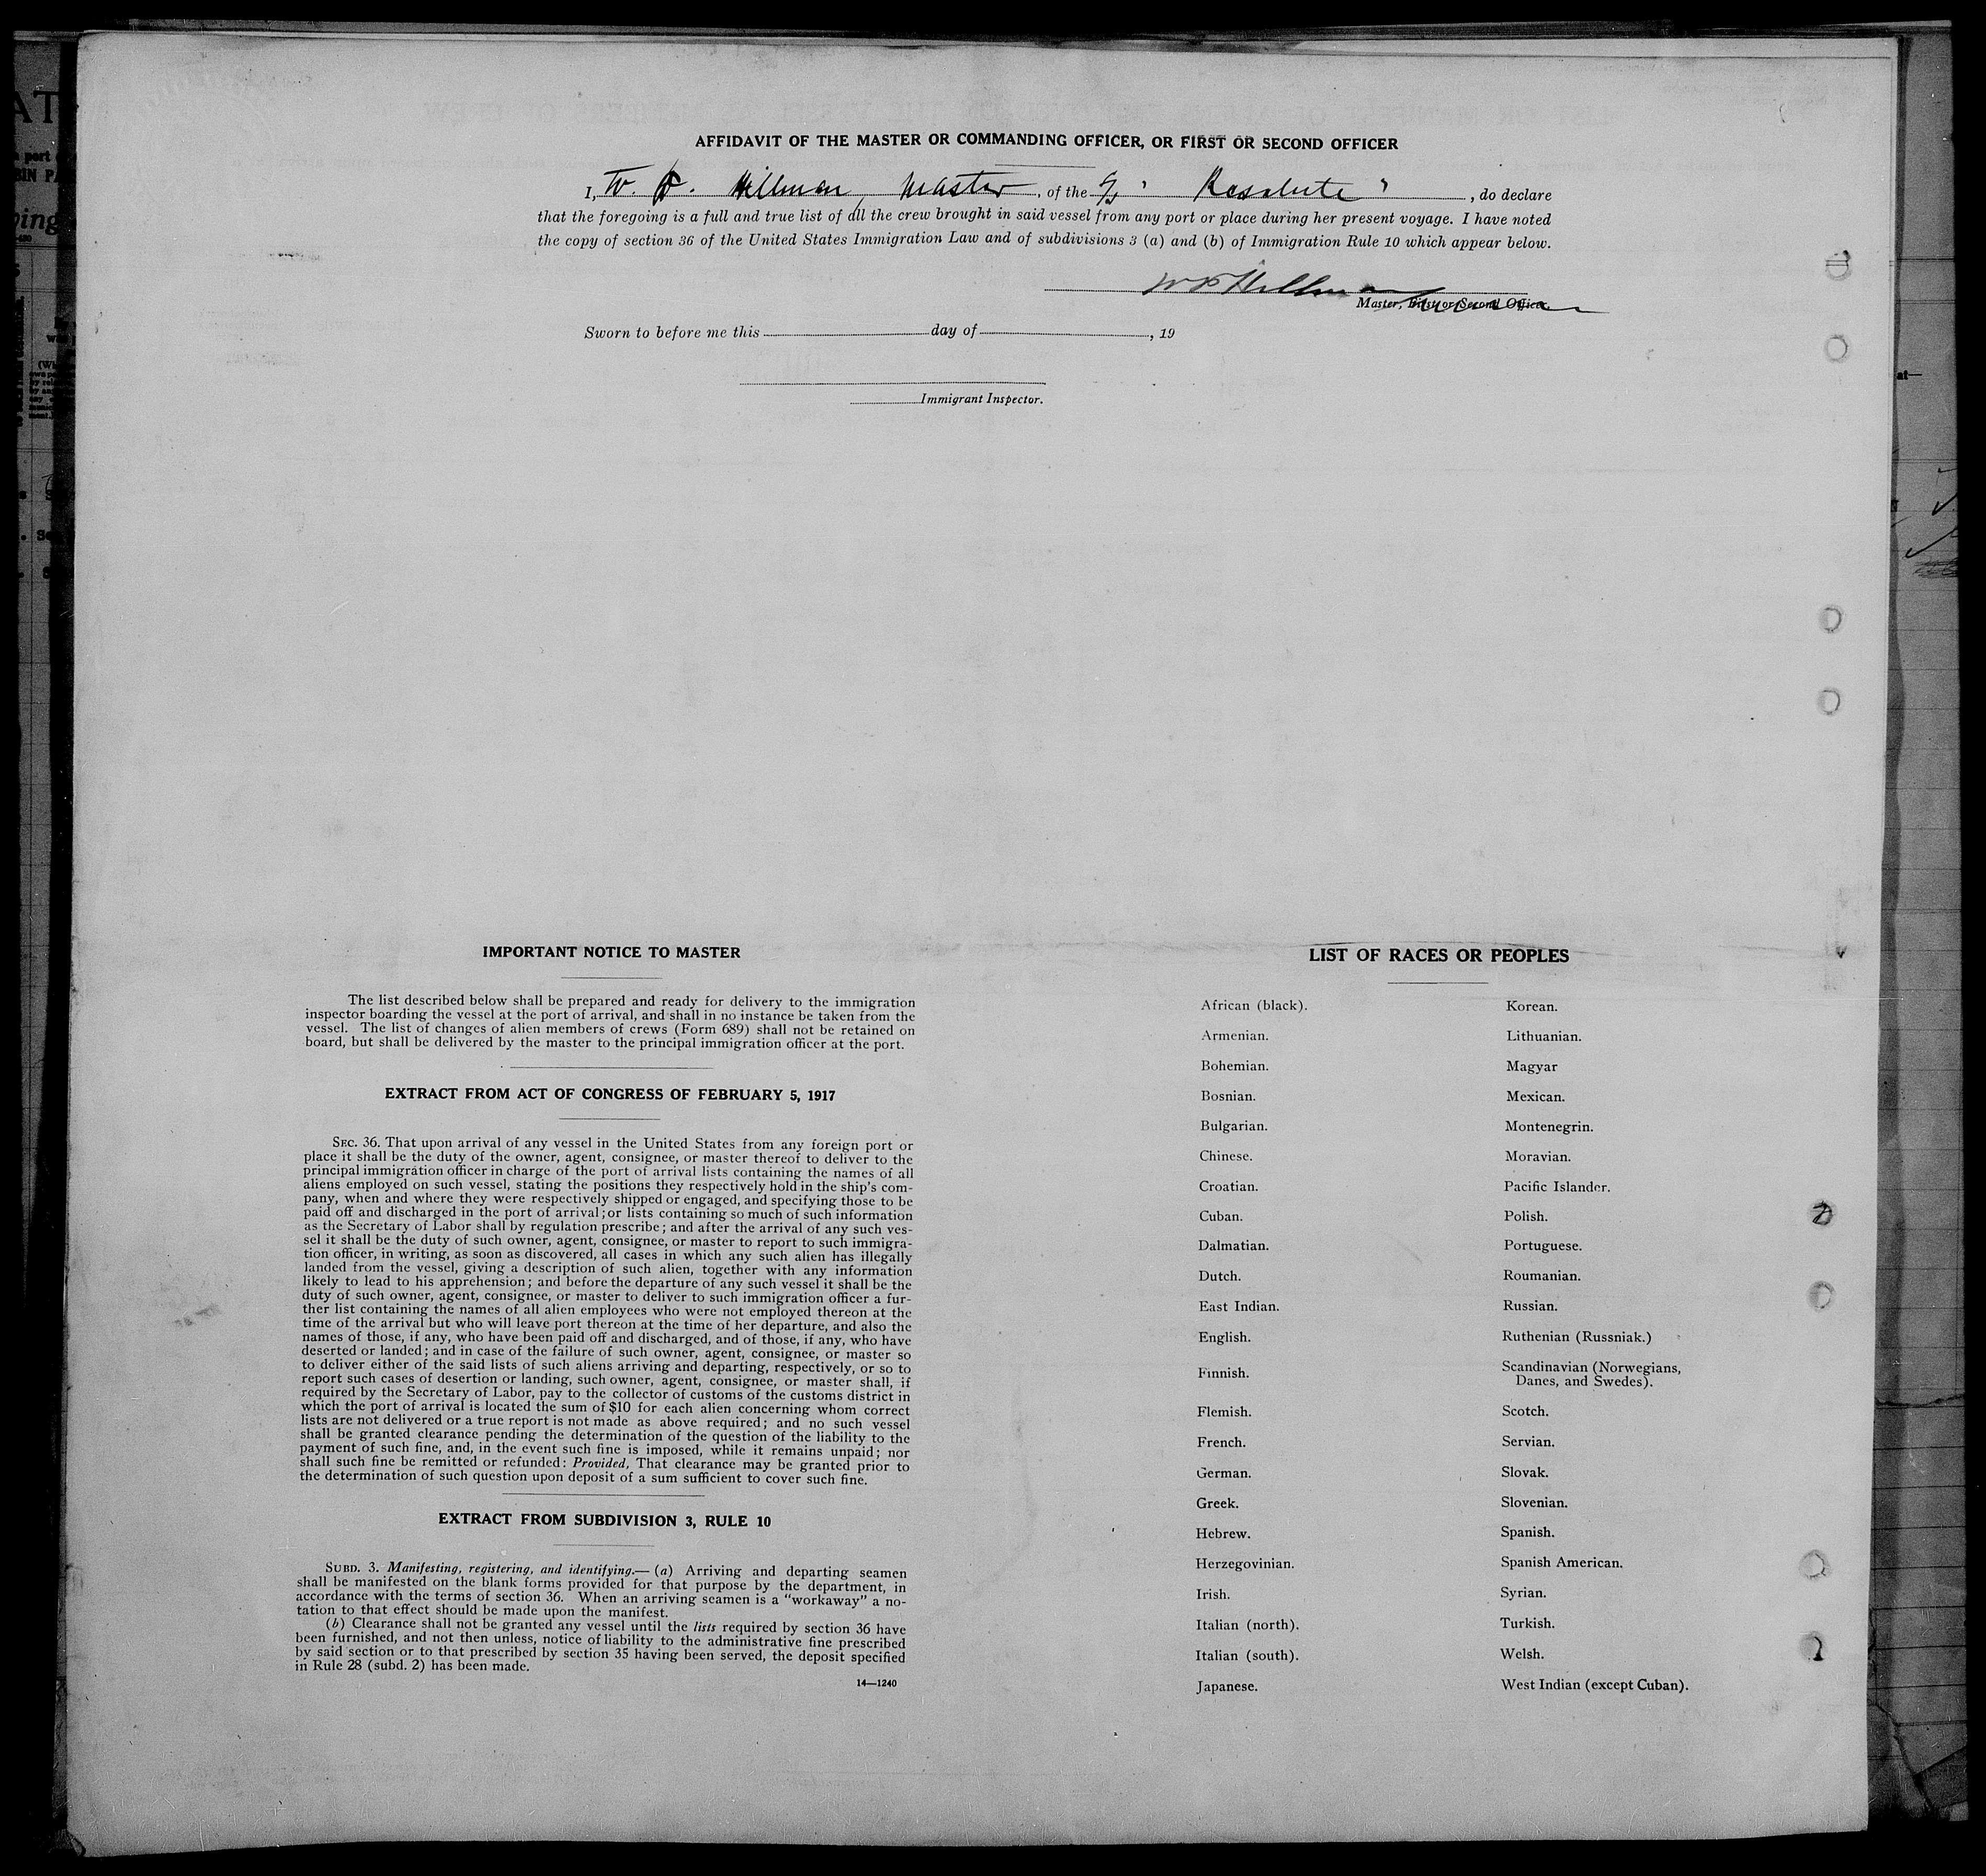 AFFIDAVIT OF THE MASTER OR COMMANDING OFFICER, OR FIRST OR SECOND OFFICER
I, W. Hillman, Master, of the "Resolute", do declare
that the foregoing is a full and true list of all the crew brought in said vessel from any port or place during her present voyage. I have noted
the copy of section 36 of the United States Immigration Law and of subdivisions 3 (a) and (b) of Immigration Rule 10 which appear below.
Hillman
Master, First or Second Officer.
Sworn to before me this day of , 19
Immigrant Inspector.
IMPORTANT NOTICE TO MASTER
The list described below shall be prepared and ready for delivery to the immigration
inspector boarding the vessel at the port of arrival, and shall in no instance be taken from the
vessel. The list of changes of alien members of crews (Form 689) shall not be retained on
board, but shall be delivered by the master to the principal immigration officer at the port.
EXTRACT FROM ACT OF CONGRESS OF FEBRUARY 5, 1917
SEC. 36. That upon arrival of any vessel in the United States from any foreign port or
place it shall be the duty of the owner, agent, consignee, or master thereof to deliver to the
principal immigration officer in charge of the port of arrival lists containing the names of all
aliens employed on such vessel, stating the positions they respectively hold in the ship's com-
pany, when and where they were respectively shipped or engaged, and specifying those to be
paid off and discharged in the port of arrival; or lists containing so much of such information
as the Secretary of Labor shall by regulation prescribe; and after the arrival of any such ves-
sel it shall be the duty of such owner, agent, consignee, or master to report to such immigra-
tion officer, in writing, as soon as discovered, all cases in which any such alien has illegally
landed from the vessel, giving a description of such alien, together with any information
likely to lead to his apprehension; and before the departure of any such vessel it shall be the
duty of such owner, agent, consignee, or master to deliver to such immigration officer a fur-
ther list containing the names of all alien employees who were not employed thereon at the
time of the arrival but who will leave port thereon at the time of her departure, and also the
names of those, if any, who have been paid off and discharged, and of those, if any, who have
deserted or landed; and in case of the failure of such owner, agent, consignee, or master so
to deliver either of the said lists of such aliens arriving and departing, respectively, or so to
report such cases of desertion or landing, such owner, agent, consignee, or master shall, if
required by the Secretary of Labor, pay to the collector of customs of the customs district in
which the port of arrival is located the sum of $10 for each alien concerning whom correct
lists are not delivered or a true report is not made as above required; and no such vessel
shall be granted clearance pending the determination of the question of the liability to the
payment of such fine, and, in the event such fine is imposed, while it remains unpaid; nor
shall such fine be remitted or refunded: Provided, That clearance may be granted prior to
the determination of such question upon deposit of a sum sufficient to cover such fine.
EXTRACT FROM SUBDIVISION 3, RULE 10
SUBD. 3. Manifesting, registering, and identifying.—(a) Arriving and departing seamen
shall be manifested on the blank forms provided for that purpose by the department, in
accordance with the terms of section 36. When an arriving seamen is a "workaway" a no-
tation to that effect should be made upon the manifest.
(b) Clearance shall not be granted any vessel until the lists required by section 36 have
been furnished, and not then unless, notice of liability to the administrative fine prescribed
by said section or to that prescribed by section 35 having been served, the deposit specified
in Rule 28 (subd. 2) has been made.
14—1240
LIST OF RACES OR PEOPLES
African (black).
Armenian.
Bohemian.
Bosnian.
Bulgarian.
Chinese.
Croatian.
Cuban.
Dalmatian.
Dutch.
East Indian.
English.
Finnish.
Flemish.
French.
German.
Greek.
Hebrew.
Herzegovinian.
Irish.
Italian (north).
Italian (south).
Japanese.
Korean.
Lithuanian.
Magyar
Mexican.
Montenegrin.
Moravian.
Pacific Islander.
Polish.
Portuguese.
Roumanian.
Russian.
Ruthenian (Russniak.)
Scandinavian (Norwegians,
Danes, and Swedes).
Scotch.
Servian.
Slovak.
Slovenian.
Spanish.
Spanish American.
Syrian.
Turkish.
Welsh.
West Indian (except Cuban).